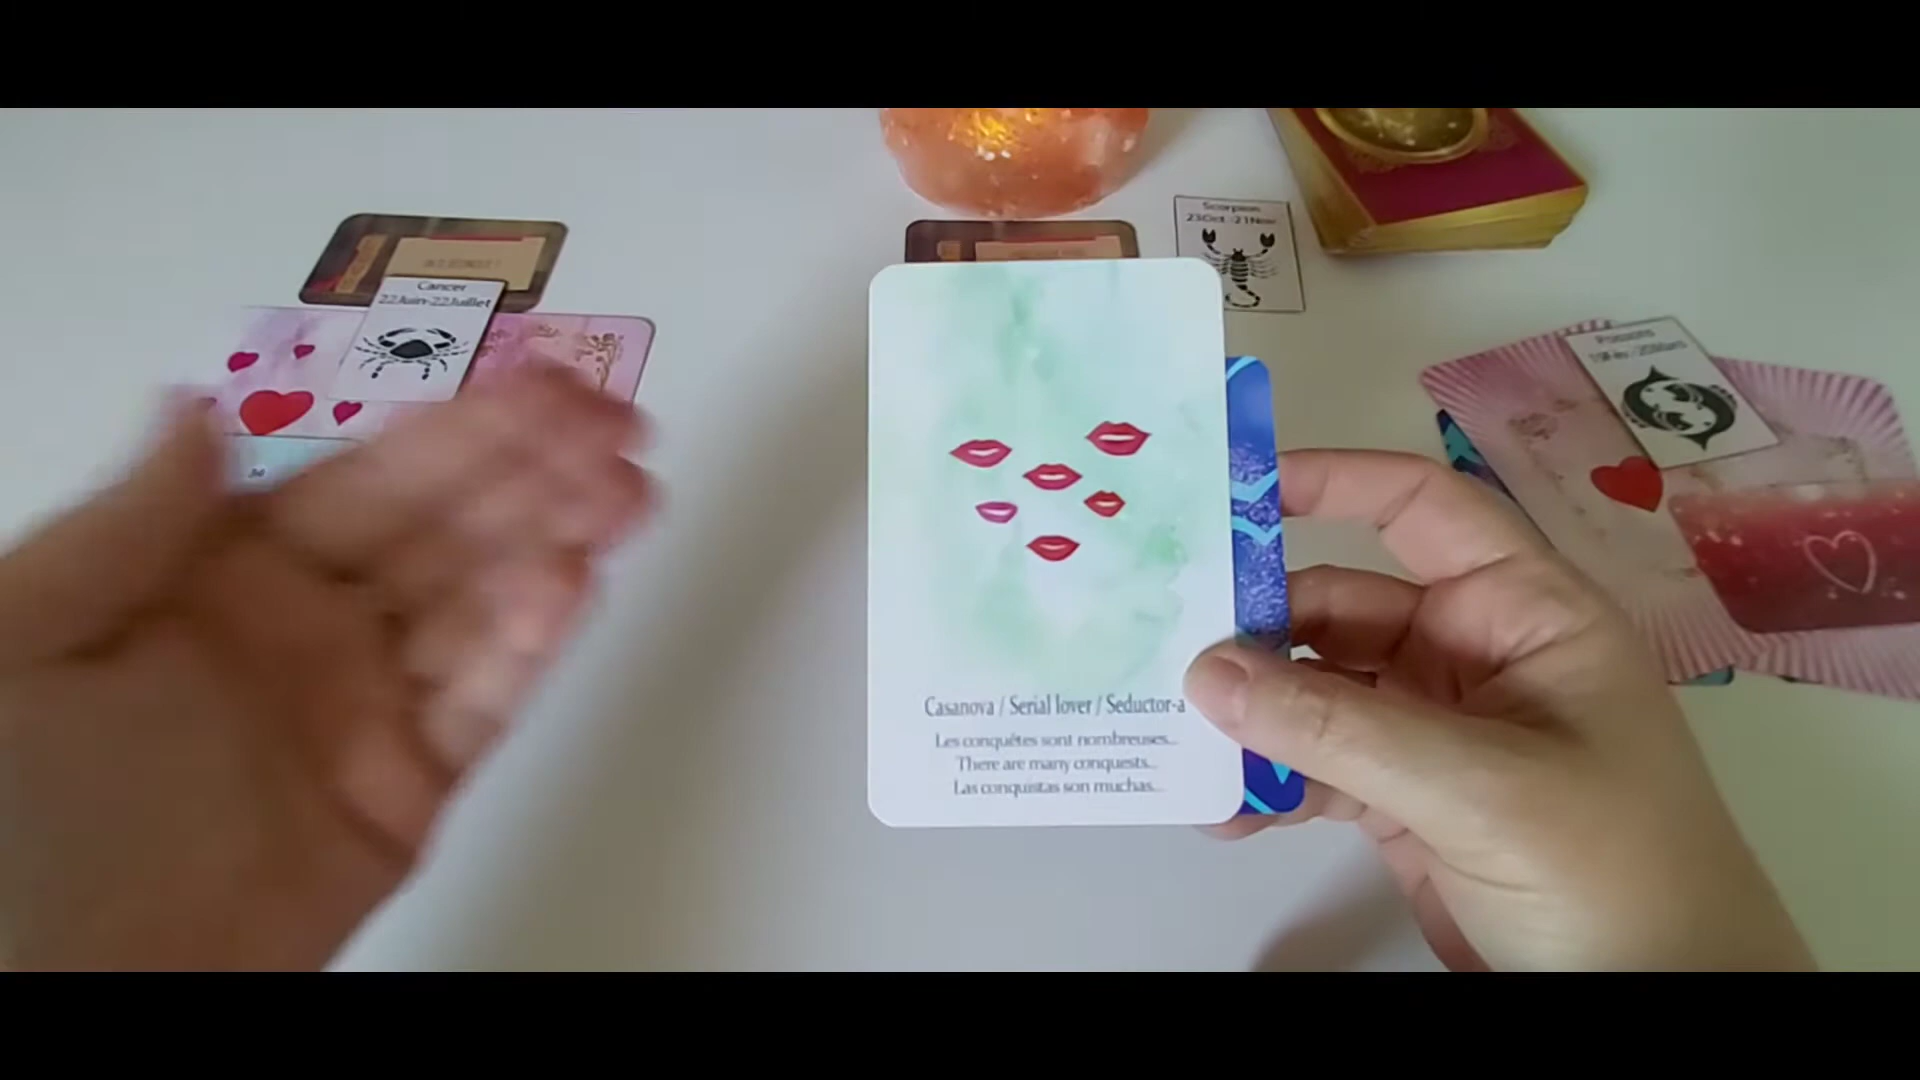 Scorpion
23Oct.-21Nov
Cancer
22Juin-22Juillet
Poissons
34
Casanova / Serial lover / Seductor-a
Les conquêtes sont nombreuses...
There are many conquests...
Las conquistas son muchas...